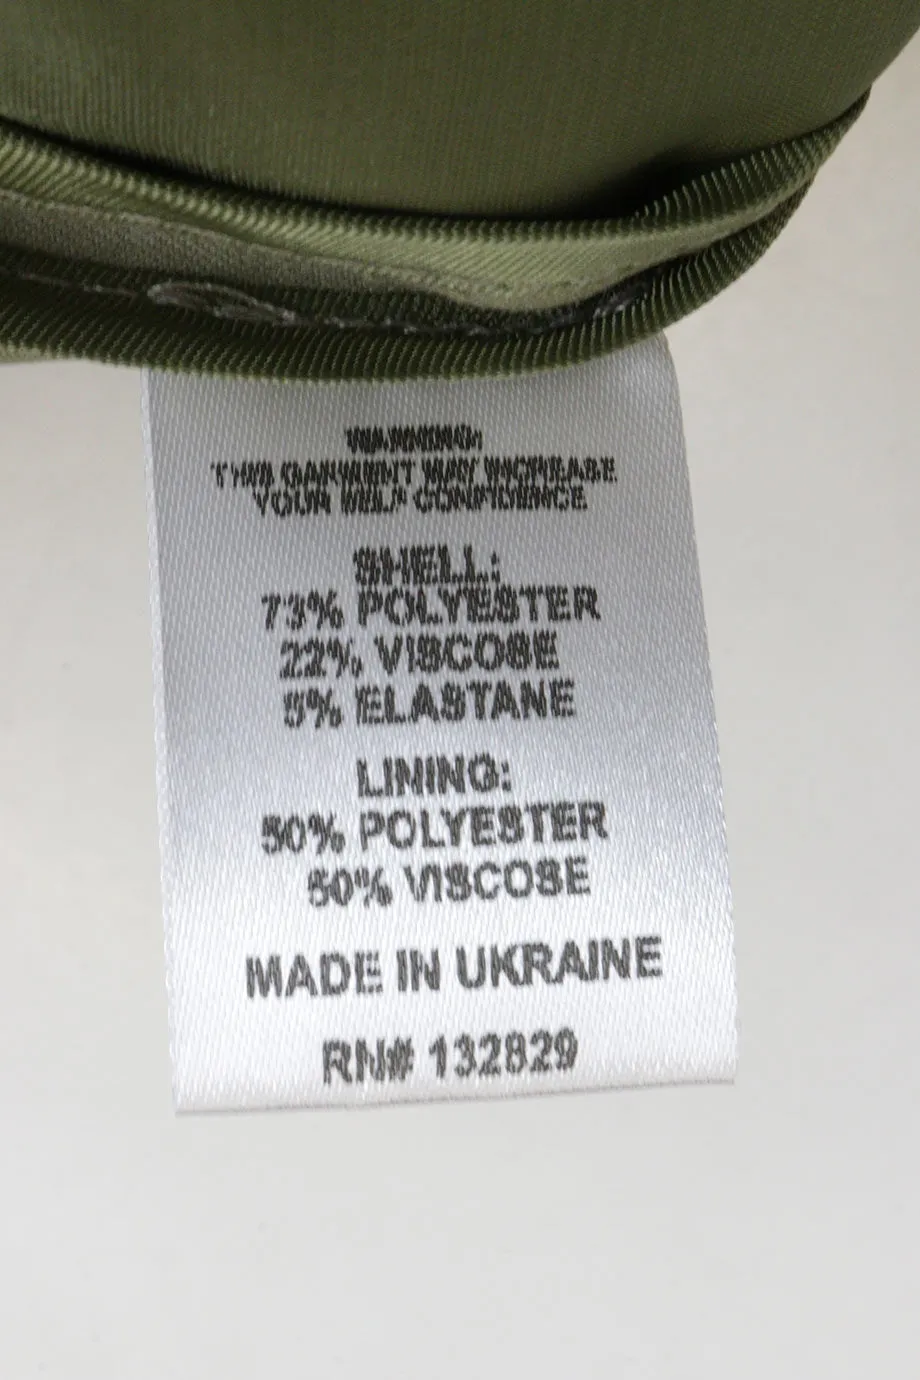 WARNING:
THIS GARMENT MAY INCREASE
YOUR SELF CONFIDENCE
SHELL:
73% POLYESTER
22% VISCOSE
5% ELASTANE
LINING:
50% POLYESTER
50% VISCOSE
MADE IN UKRAINE
RN# 132829